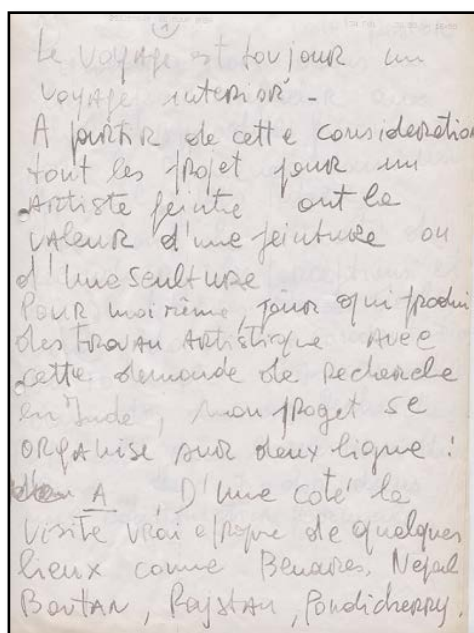 Le voyage est toujour un
voyage interior -
A partir de cette consideration
tout les projet pour un
Artiste peintre ont la
valeur d'une peinture ou
d'une sculture
Pour moi même, pour qui produi
des travau Artistique avec
cette demande de recherche
en Inde, mon proget se
organise sur deux ligne :
A, D'une coté la
visite vrai e propre de quelques
lieux come Benares, Nepal
Boutan, Rajstan, Pondicherry,